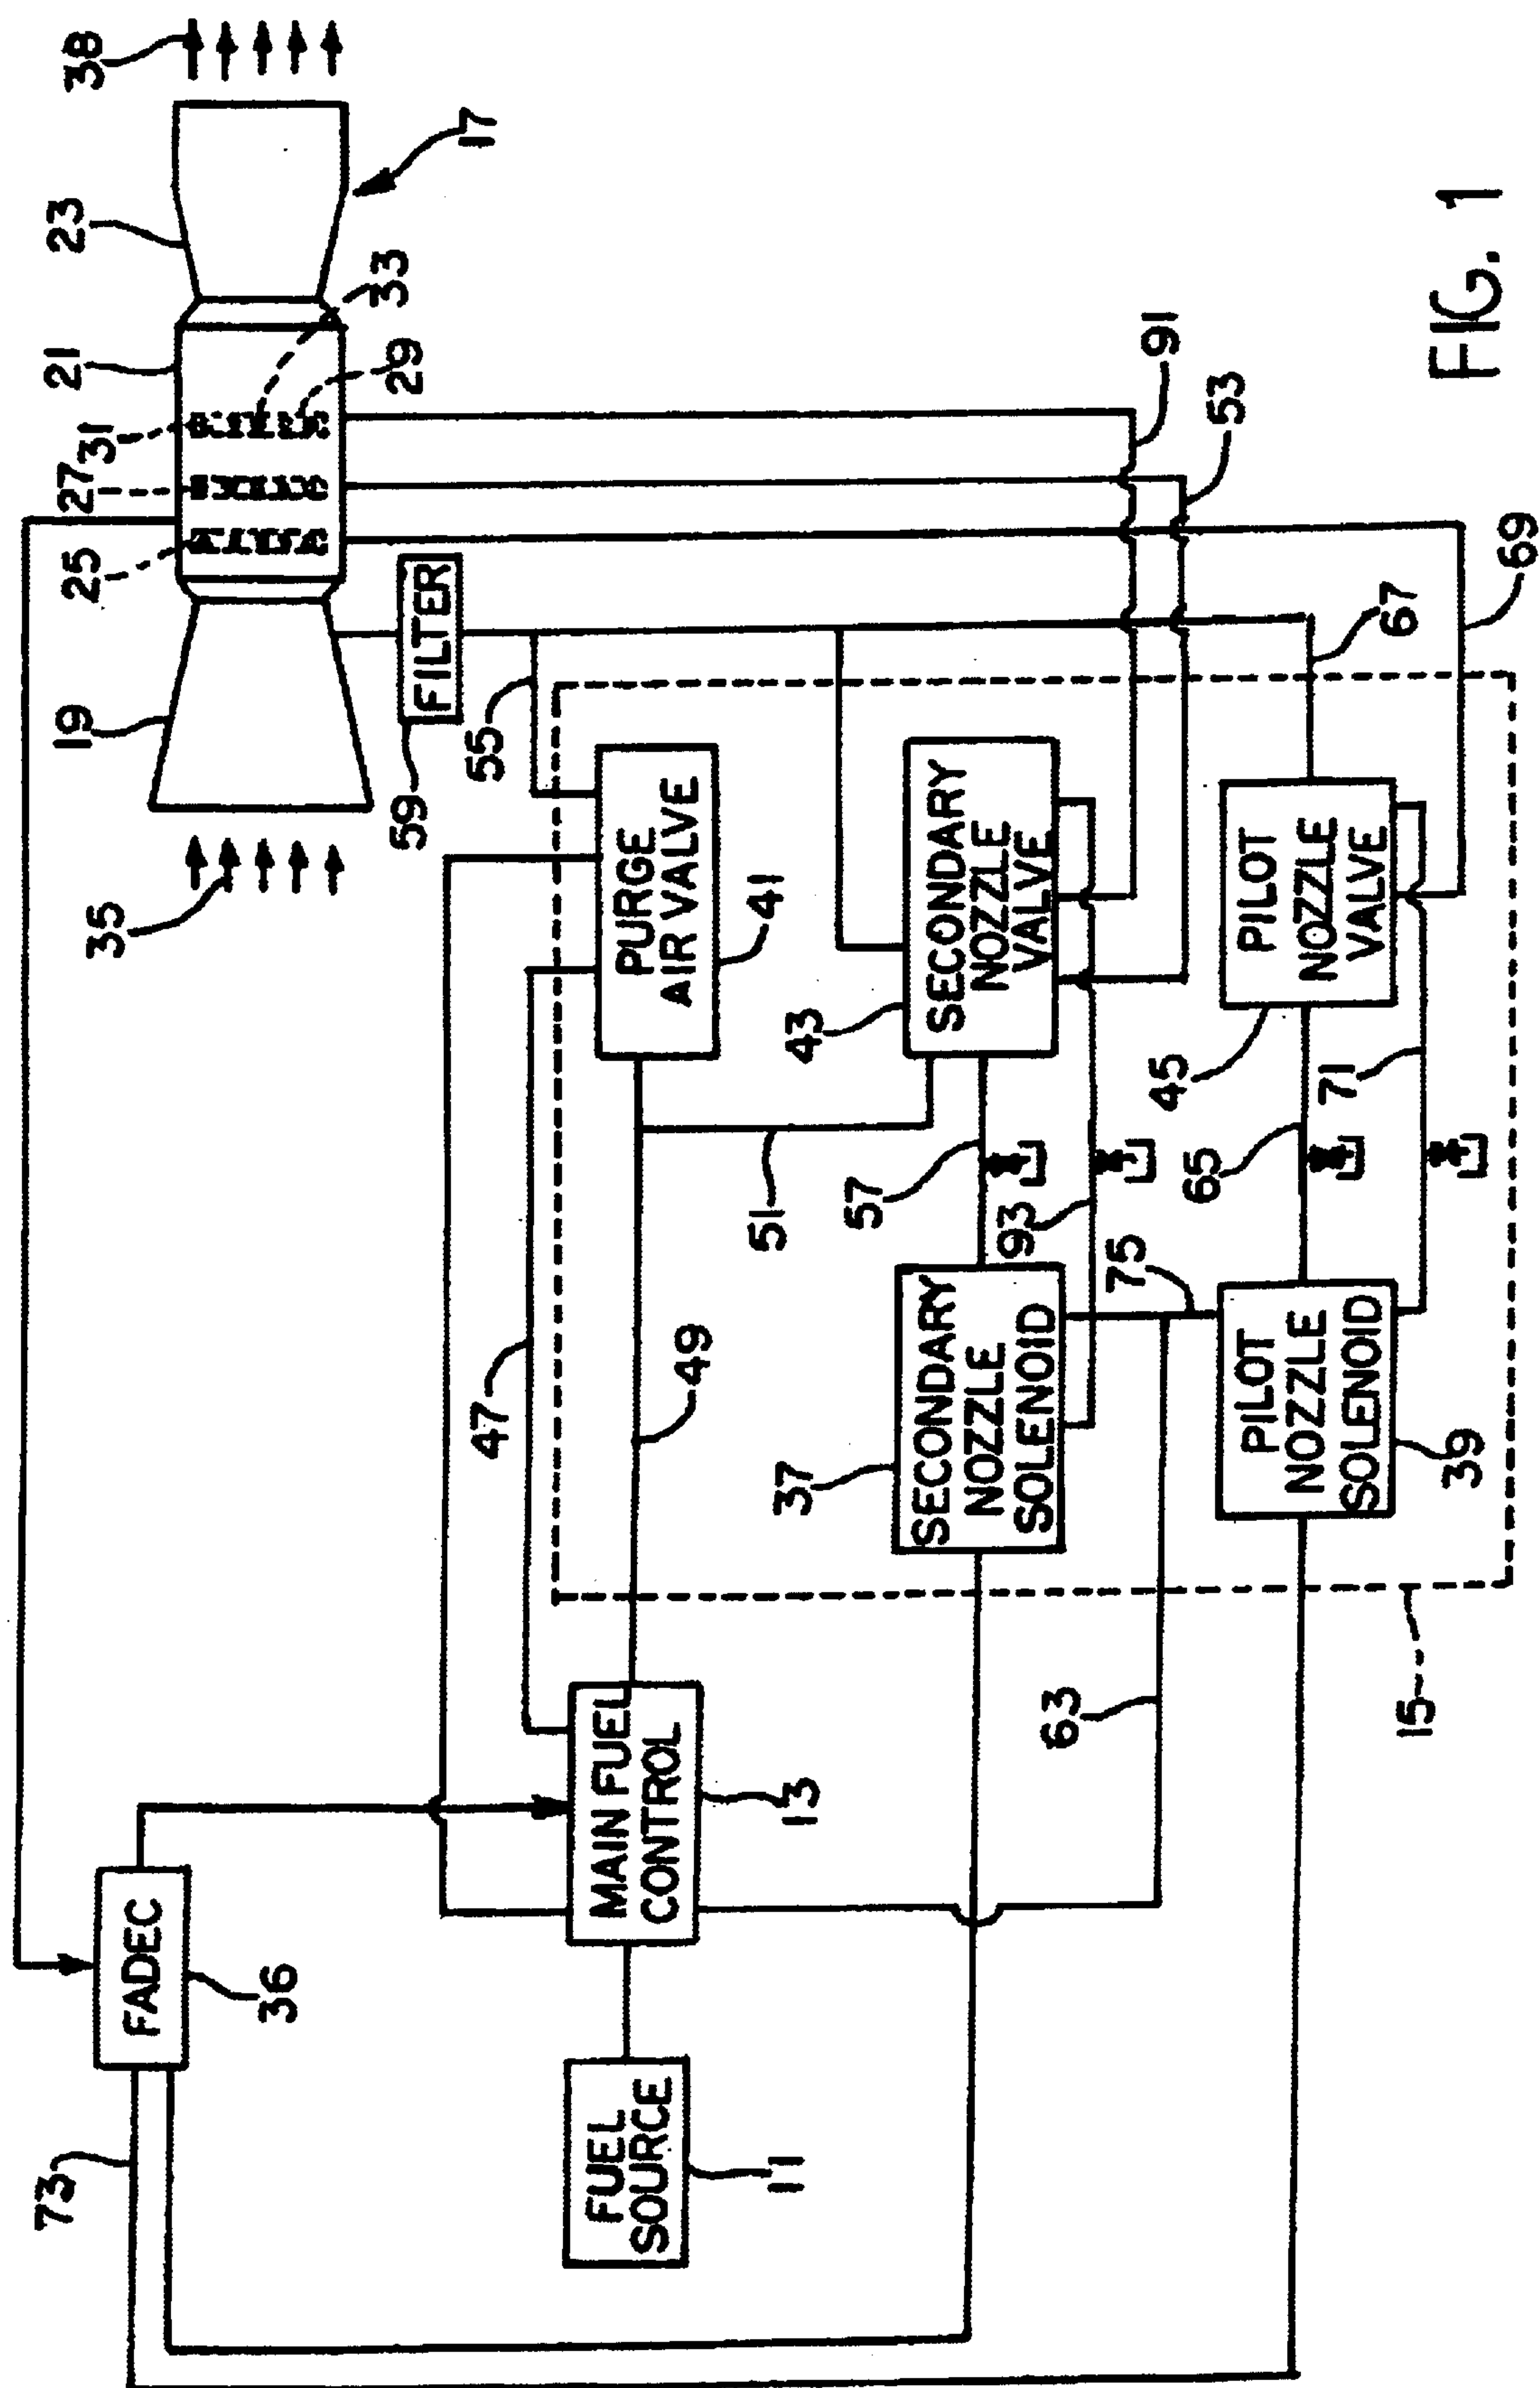 38
17
23
33
21
29
31
27
25
91
53
69
67
19
FILTER
59
55
35
PURGE
AIR VALVE
41
SECONDARY
NOZZLE
VALVE
43
PILOT
NOZZLE
VALVE
45
71
65
57
93
51
75
47
49
SECONDARY
NOZZLE
SOLENOID
37
PILOT
NOZZLE
SOLENOID
39
15
63
MAIN FUEL
CONTROL
13
FADEC
36
FUEL
SOURCE
11
73
FIG. 1